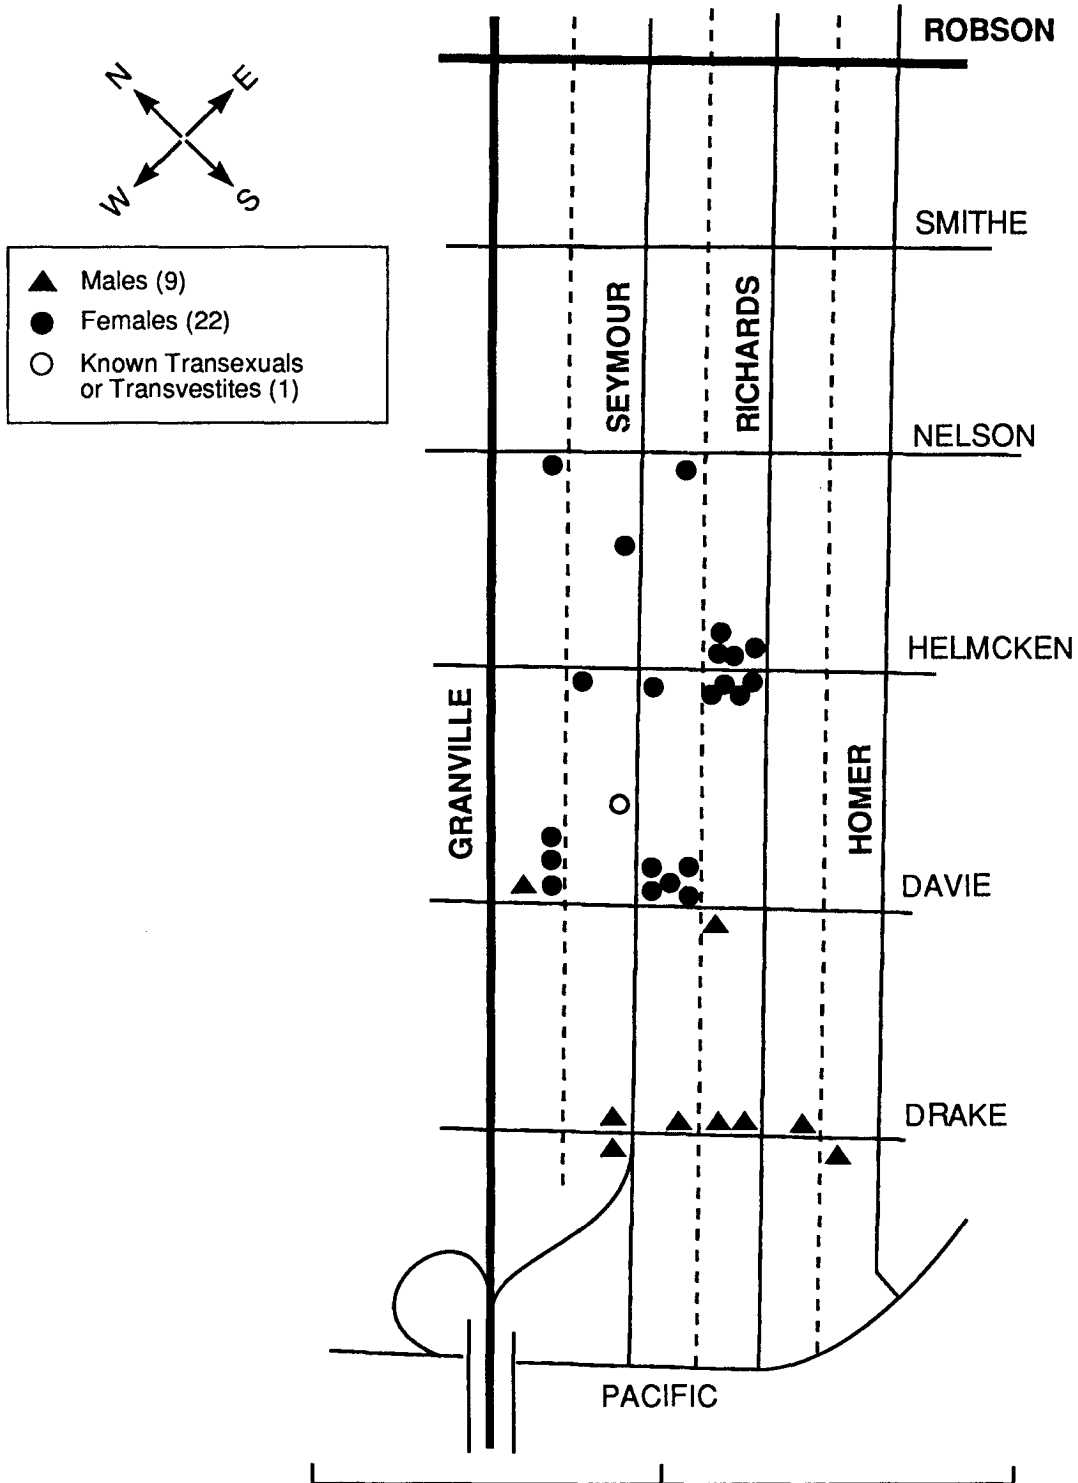 ROBSON
N
E
W
S
SMITHE
Males (9)
Females (22)
Known Transexuals
or Transvestites (1)
SEYMOUR
RICHARDS
NELSON
HELMCKEN
GRANVILLE
HOMER
DAVIE
DRAKE
PACIFIC